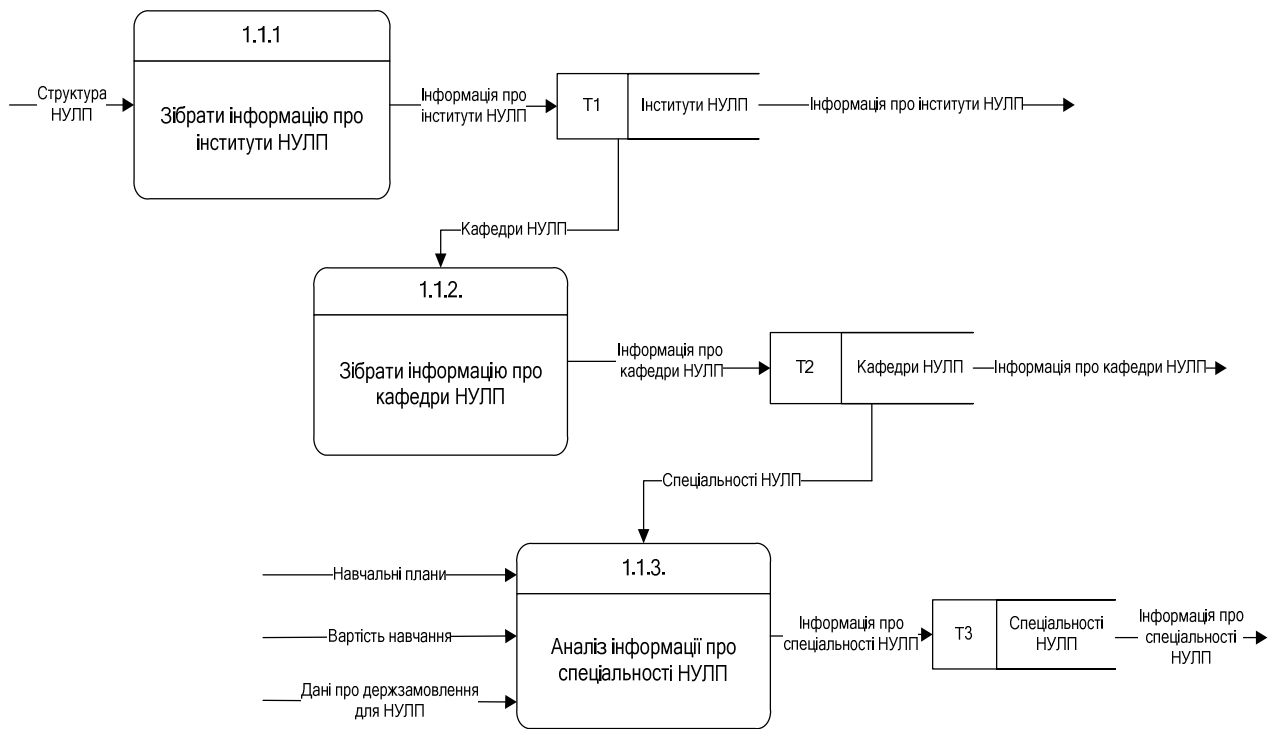 1.1.1
Структура
НУЛП
Зібрати інформацію про
інститути НУЛП
Інформація про
інститути НУЛП
Т1
Інститути НУЛП
Інформація про інститути НУЛП
Кафедри НУЛП
1.1.2.
Зібрати інформацію про
кафедри НУЛП
Інформація про
кафедри НУЛП
Т2
Кафедри НУЛП
Інформація про кафедри НУЛП
Спеціальності НУЛП
1.1.3.
Навчальні плани
Вартість навчання
Дані про держзамовлення
для НУЛП
Аналіз інформації про
спеціальності НУЛП
Інформація про
спеціальності НУЛП
Т3
Спеціальності
НУЛП
Інформація про
спеціальності
НУЛП